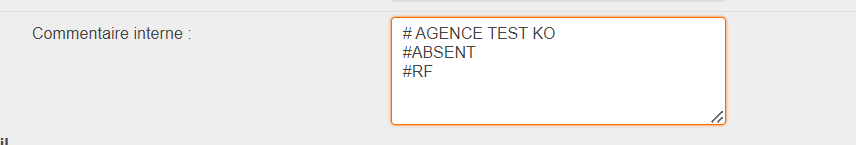 Commentaire interne :
# AGENCE TEST KO
#ABSENT
#RF